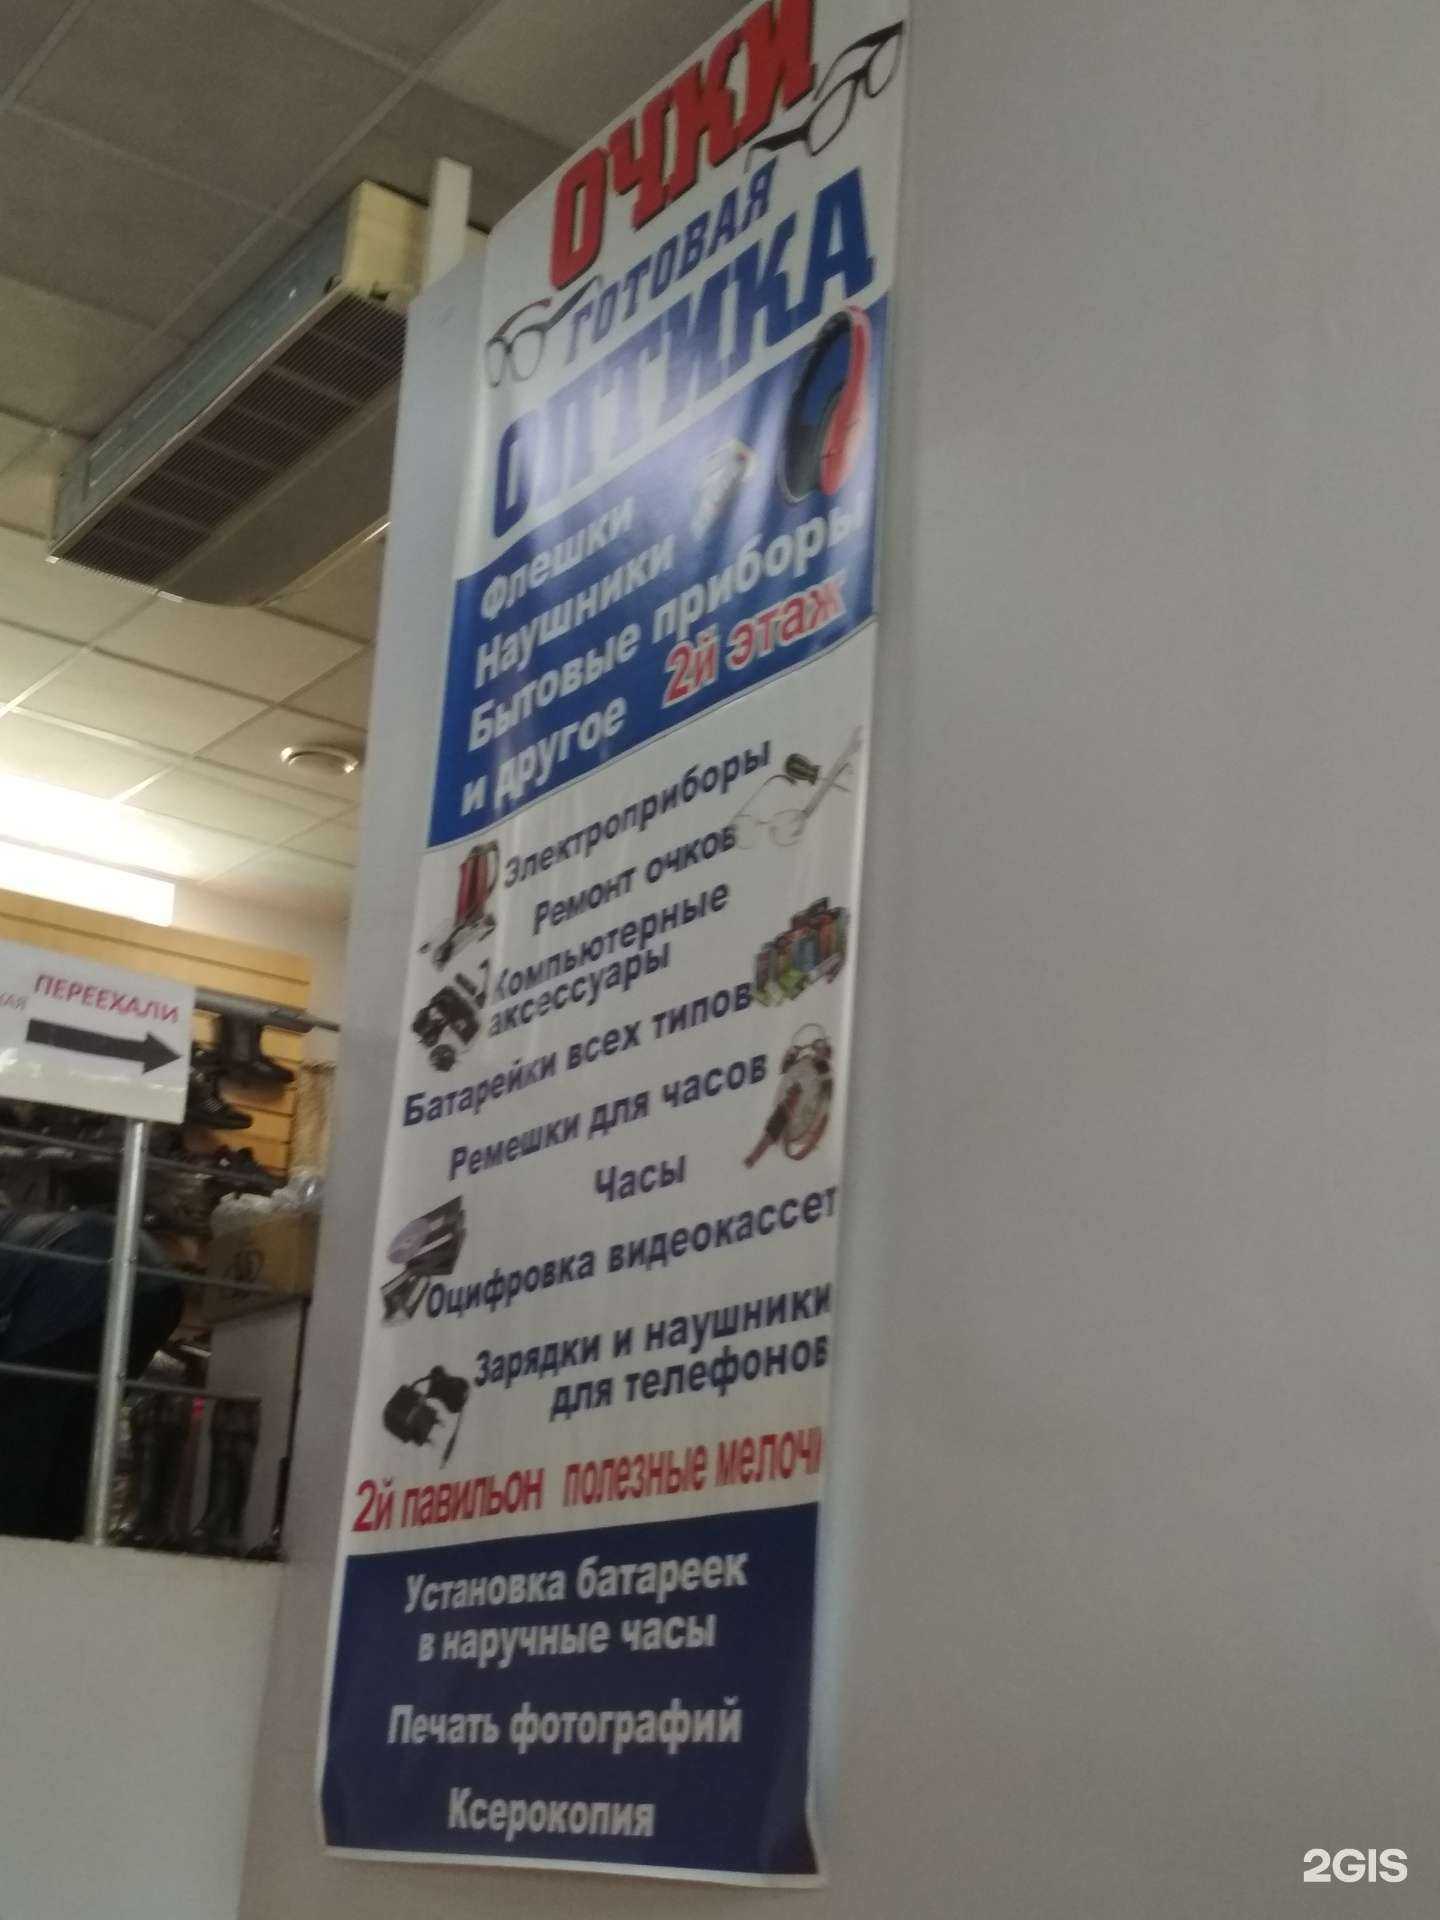 ОЧКИ
ГОТОВАЯ
ОПТИКА
Флешки
Наушники
Бытовые приборы
и другое 2й этаж
Электроприборы
Ремонт очков
Компьютерные
аксессуары
Батарейки всех типов
Ремешки для часов
Часы
Оцифровка видеокассет
Зарядки и наушники
для телефонов
2й павильон полезные мелочи
Установка батареек
в наручные часы
Печать фотографий
Ксерокопия
ПЕРЕЕХАЛИ
2GIS